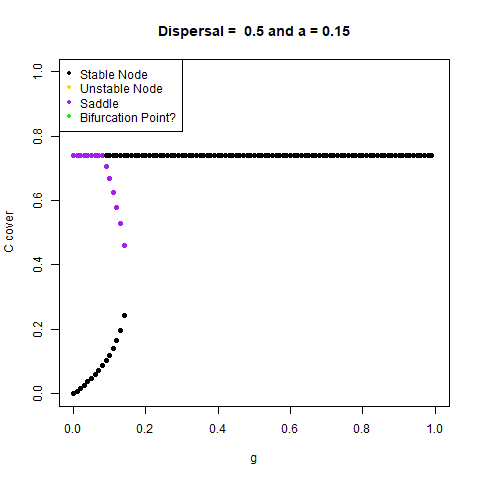 Dispersal =  0.5 and a = 0.15
Stable Node
Unstable Node
Saddle
Bifurcation Point?
C cover
1.0
0.8
0.6
0.4
0.2
0.0
0.0 0.2 0.4 0.6 0.8 1.0
g